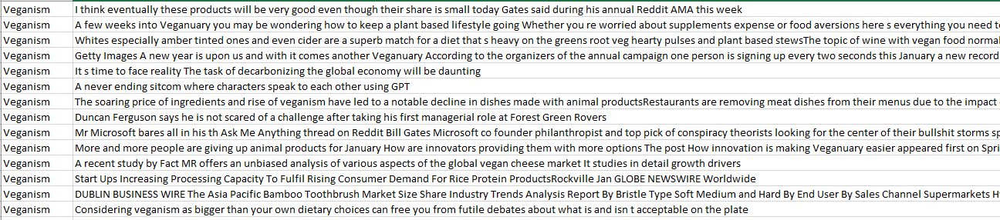 Veganism I think eventually these products will be very good even though their share is small today Gates said during his annual Reddit AMA this week
Veganism A few weeks into Veganuary you may be wondering how to keep a plant based lifestyle going Whether you re worried about supplements expense or food aversions here s everything you need t
Veganism Whites especially amber tinted ones and even cider are a superb match for a diet that s heavy on the greens root veg hearty pulses and plant based stewsThe topic of wine with vegan food norma
Veganism Getty Images A new year is upon us and with it comes another Veganuary According to the organizers of the annual campaign one person is signing up every two seconds this January a new record
Veganism It s time to face reality The task of decarbonizing the global economy will be daunting
Veganism A never ending sitcom where characters speak to each other using GPT
Veganism The soaring price of ingredients and rise of veganism have led to a notable decline in dishes made with animal productsRestaurants are removing meat dishes from their menus due to the impact
Veganism Duncan Ferguson says he is not scared of a challenge after taking his first managerial role at Forest Green Rovers
Veganism Mr Microsoft bares all in his th Ask Me Anything thread on Reddit Bill Gates Microsoft co founder philanthropist and top pick of conspiracy theorists looking for the center of their bullshit storms sp
Veganism More and more people are giving up animal products for January How are innovators providing them with more options The post How innovation is making Veganuary easier appeared first on Spri
Veganism A recent study by Fact MR offers an unbiased analysis of various aspects of the global vegan cheese market It studies in detail growth drivers
Veganism Start Ups Increasing Processing Capacity To Fulfil Rising Consumer Demand For Rice Protein ProductsRockville Jan GLOBE NEWSWIRE Worldwide
Veganism DUBLIN BUSINESS WIRE The Asia Pacific Bamboo Toothbrush Market Size Share Industry Trends Analysis Report By Bristle Type Soft Medium and Hard By End User By Sales Channel Supermarkets H
Veganism Considering veganism as bigger than your own dietary choices can free you from futile debates about what is and isn t acceptable on the plate